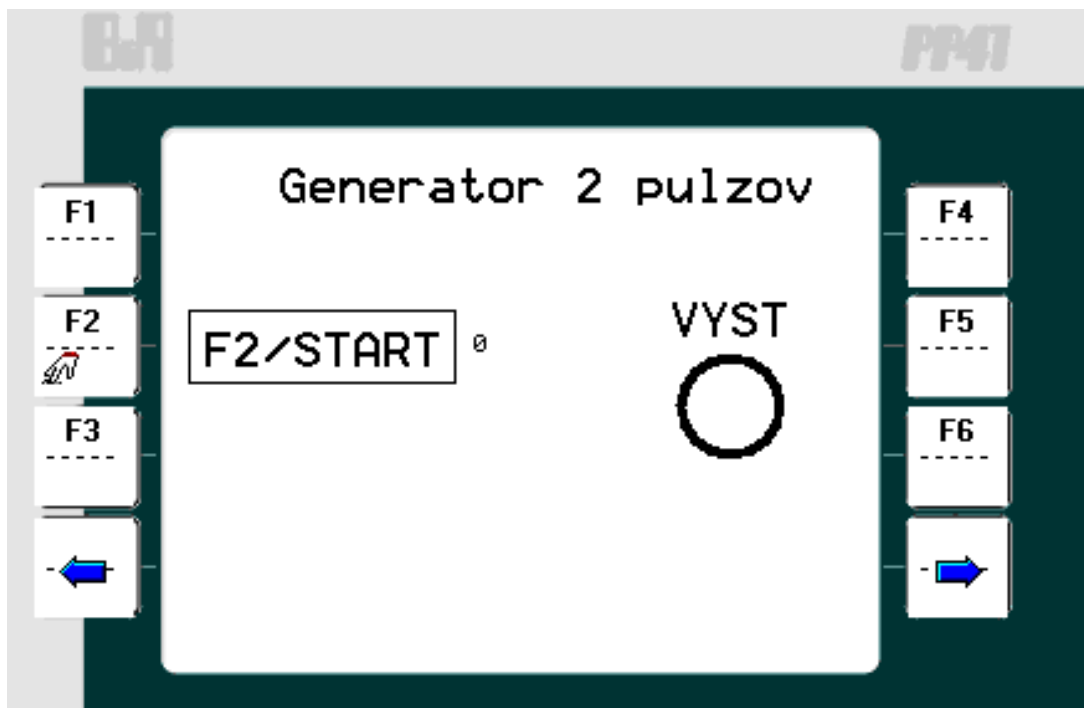 B&R
PP41
Generator 2 pulzov
F1
F4
F2
F2/START
0
VYST
F5
F3
F6